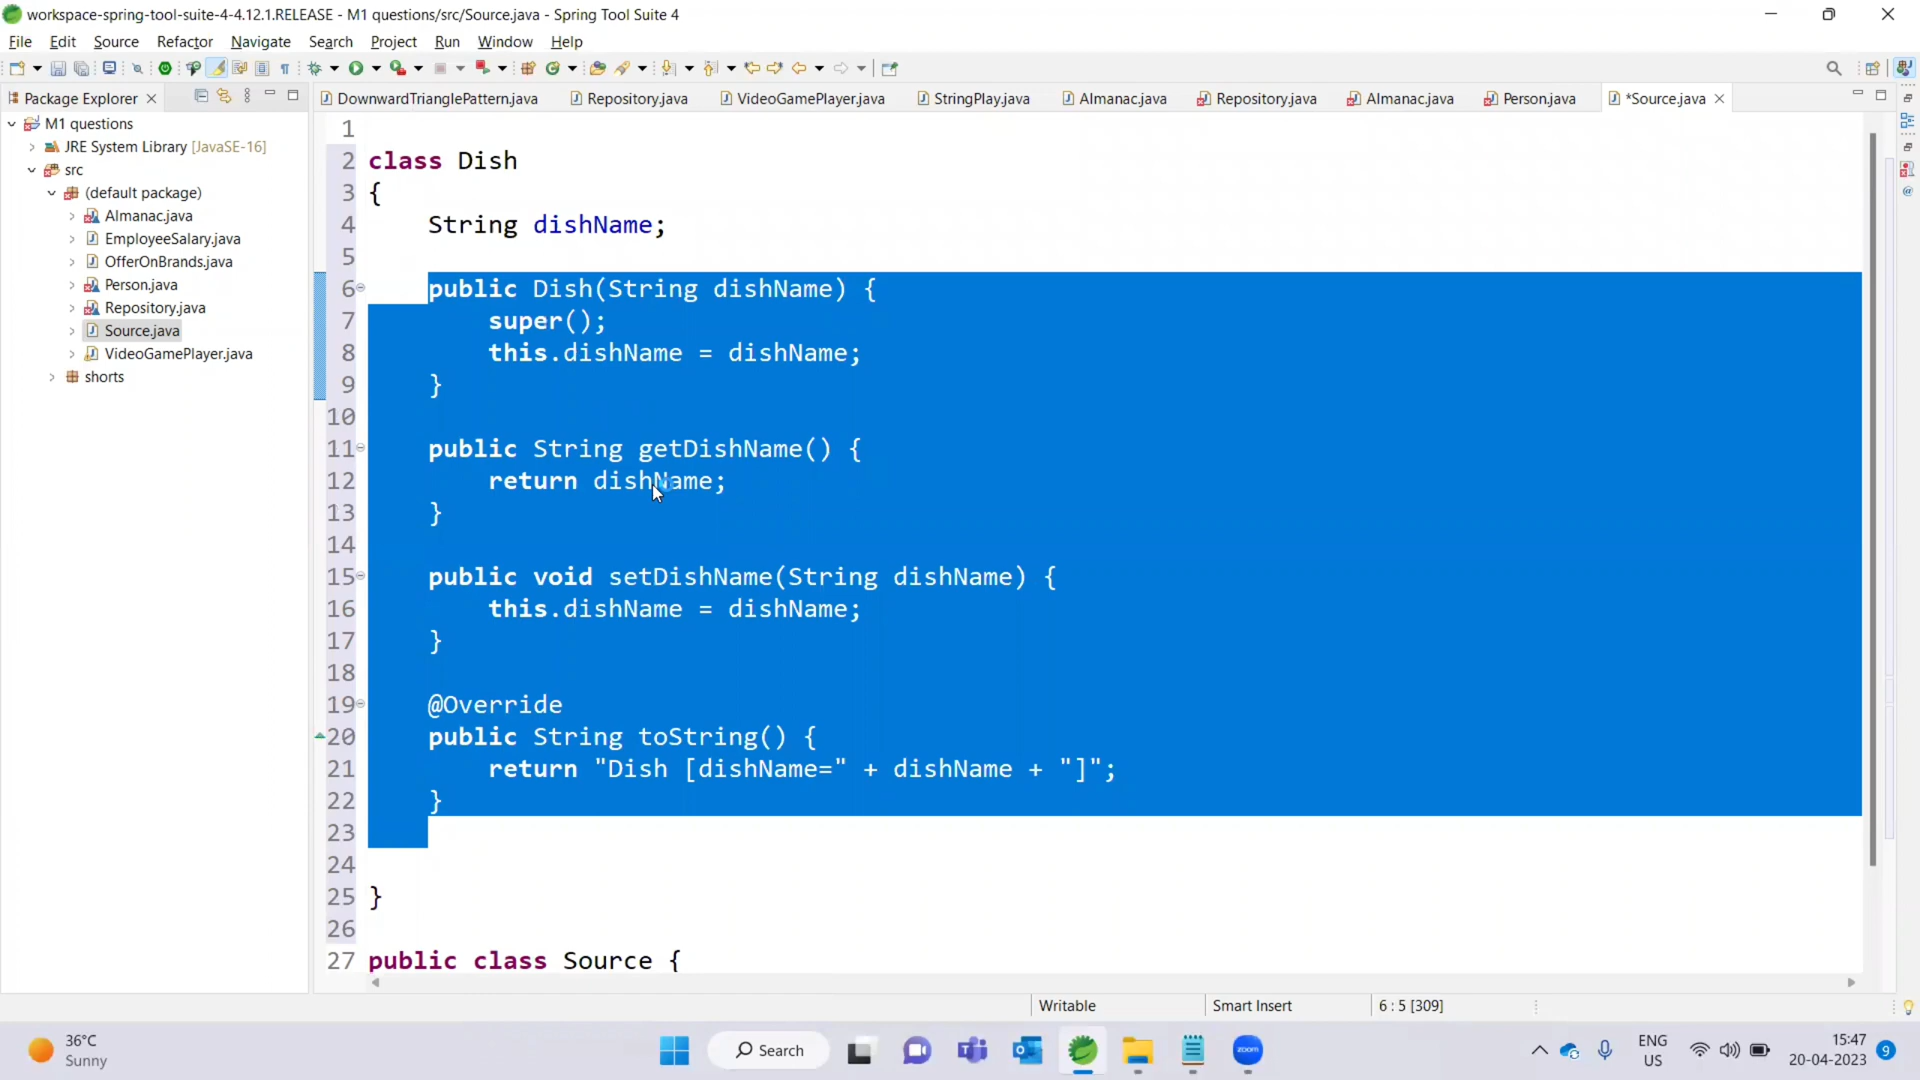 workspace-spring-tool-suite-4-4.12.1.RELEASE - M1 questions/src/Source.java - Spring Tool Suite 4
File Edit Source Refactor Navigate Search Project Run Window Help
Package Explorer
DownwardTrianglePattern.java Repository.java VideoGamePlayer.java StringPlay.java Almanac.java Repository.java Almanac.java Person.java *Source.java
M1 questions
JRE System Library [JavaSE-16]
src
(default package)
Almanac.java
EmployeeSalary.java
OfferOnBrands.java
Person.java
Repository.java
Source.java
VideoGamePlayer.java
shorts
1
2 class Dish
3 {
4 String dishName;
5
6 public Dish(String dishName) {
7 super();
8 this.dishName = dishName;
9 }
10
11 public String getDishName() {
12 return dishName;
13 }
14
15 public void setDishName(String dishName) {
16 this.dishName = dishName;
17 }
18
19 @Override
20 public String toString() {
21 return "Dish [dishName=" + dishName + "]";
22 }
23
24
25 }
26
27 public class Source {
Writable Smart Insert 6 : 5 [309]
36°C
Sunny
Search
zoom
ENG
US
15:47
20-04-2023
9